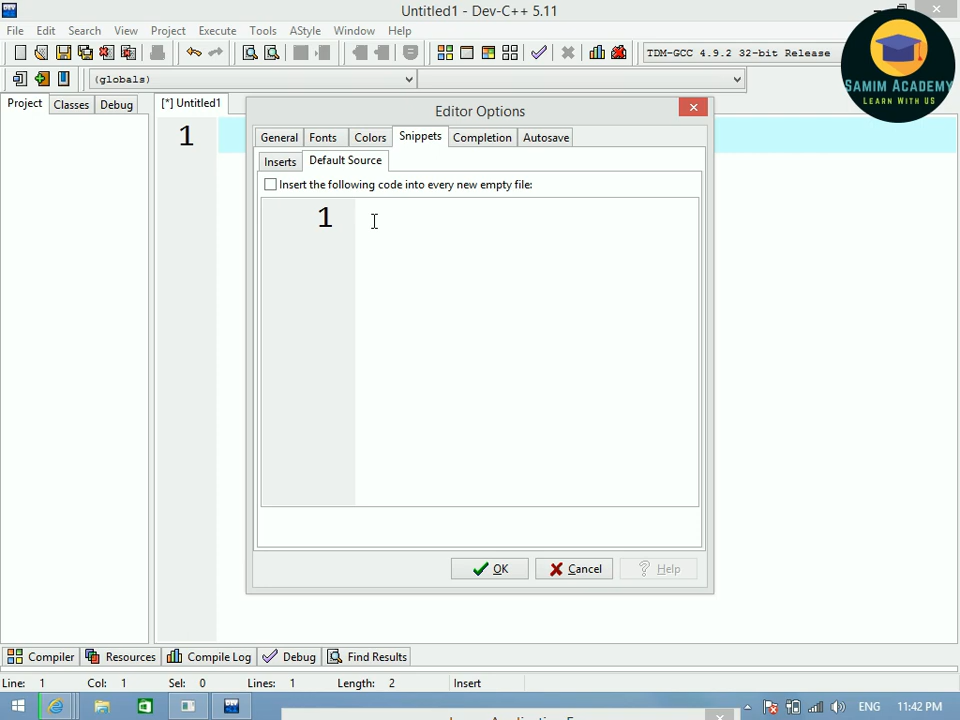 Untitled1 - Dev-C++ 5.11
File Edit Search View Project Execute Tools AStyle Window Help
TDM-GCC 4.9.2 32-bit Release
(globals)
SAMIM ACADEMY
LEARN WITH US
Project Classes Debug [*] Untitled1
1
Editor Options
General Fonts Colors Snippets Completion Autosave
Inserts Default Source
Insert the following code into every new empty file:
1
OK Cancel ? Help
Compiler Resources Compile Log Debug Find Results
Line: 1 Col: 1 Sel: 0 Lines: 1 Length: 2 Insert
ENG 11:42 PM